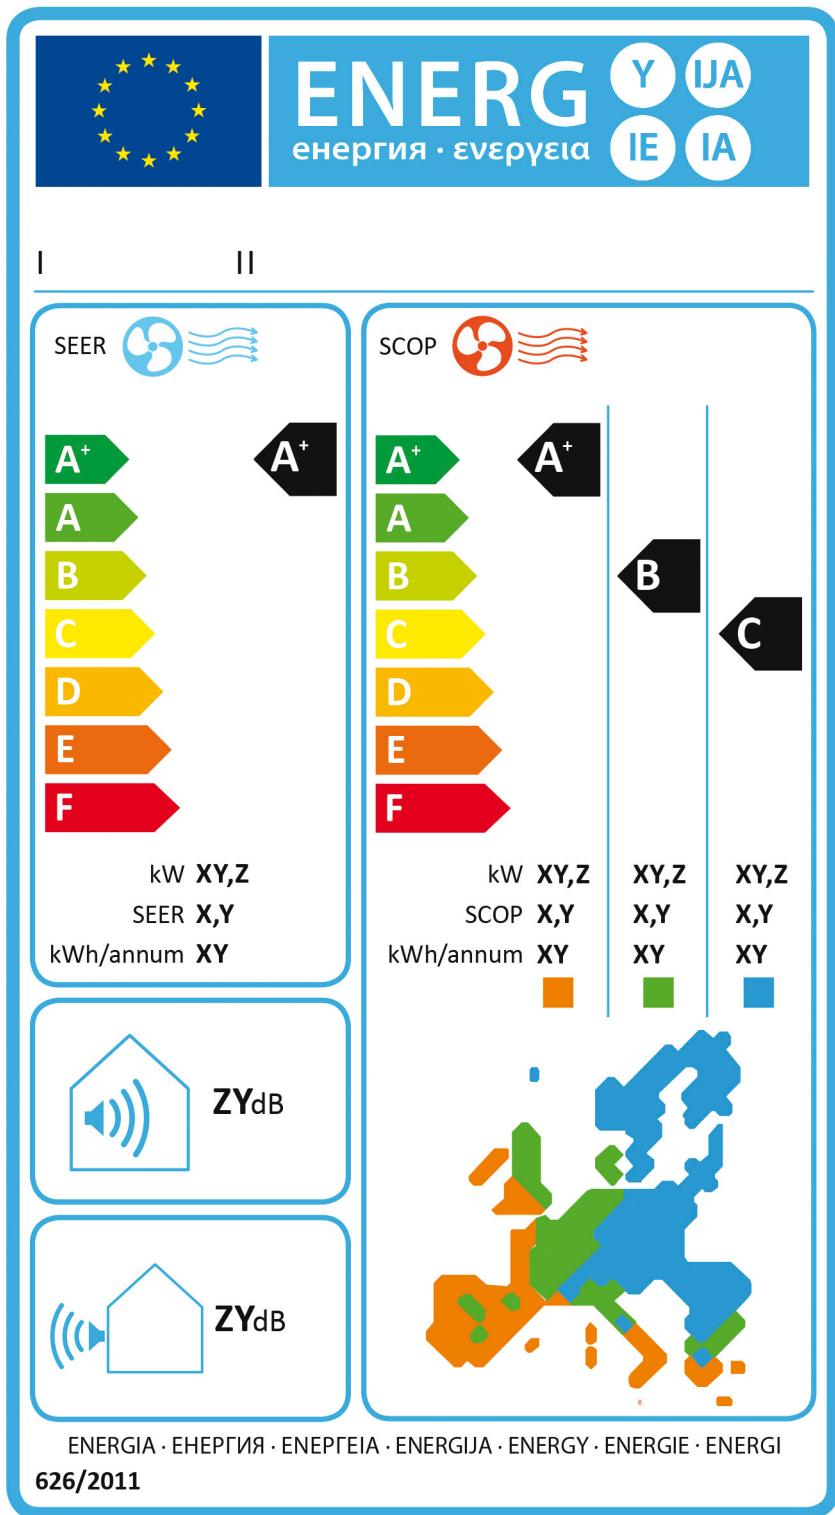 ENERG Y IJA
енергия · ενεργεια IE IA
I II
SEER
A+ A+
A
B
C
D
E
F
kW XY,Z
SEER X,Y
kWh/annum XY
SCOP
A+ A+
A
B B
C C
D
E
F
kW XY,Z XY,Z XY,Z
SCOP X,Y X,Y X,Y
kWh/annum XY XY XY
ZYdB
ZYdB
ENERGIA · ЕНЕРГИЯ · ΕΝΕΡΓΕΙΑ · ENERGIJA · ENERGY · ENERGIE · ENERGI
626/2011